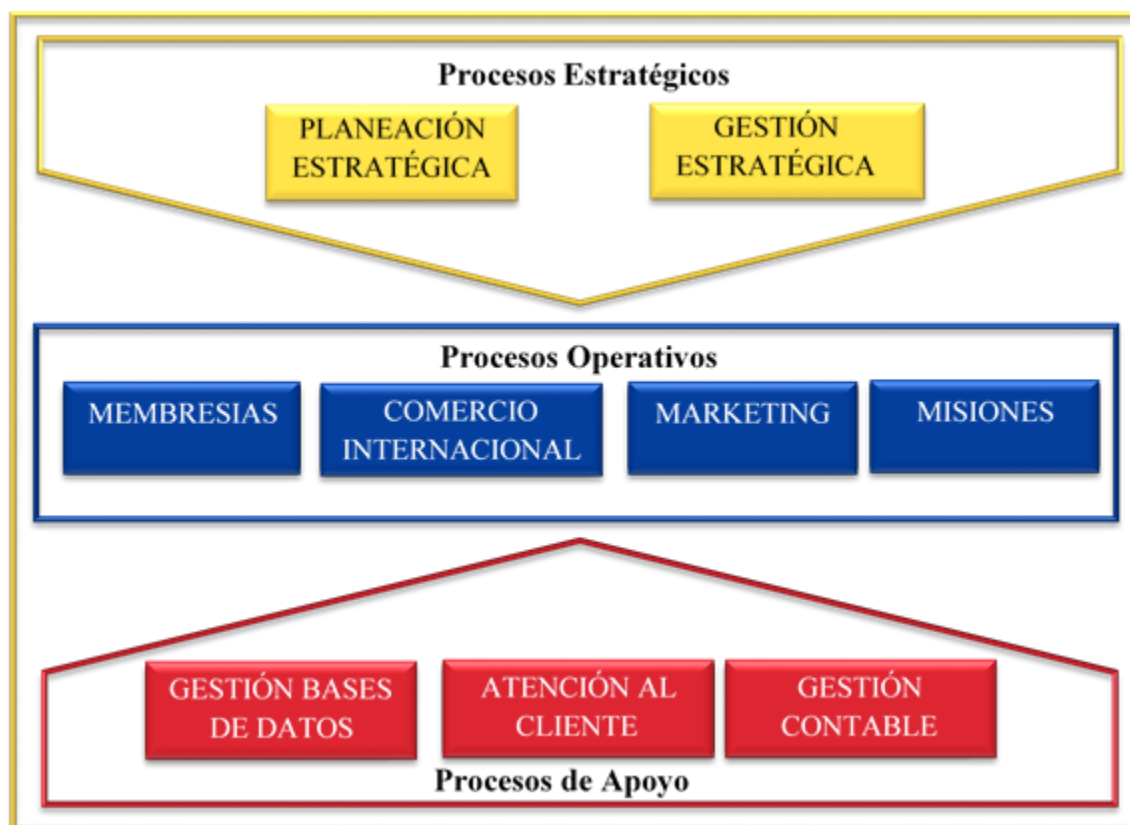 Procesos Estratégicos
PLANEACIÓN
ESTRATÉGICA
GESTIÓN
ESTRATÉGICA
Procesos Operativos
MEMBRESIAS
COMERCIO
INTERNACIONAL
MARKETING
MISIONES
GESTIÓN BASES
DE DATOS
ATENCIÓN AL
CLIENTE
GESTIÓN
CONTABLE
Procesos de Apoyo